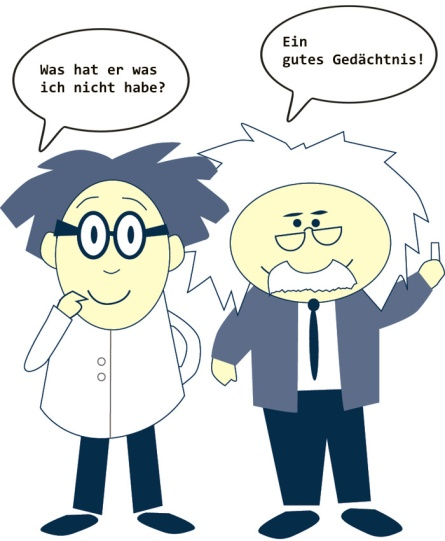 Was hat er was
ich nicht habe?
Ein
gutes Gedächtnis!